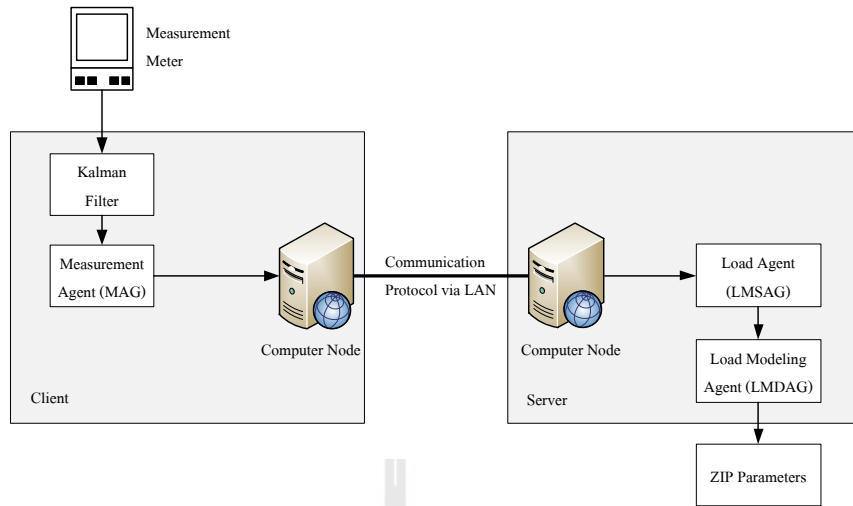 Measurement
Meter
Kalman
Filter
Measurement
Agent (MAG)
Computer Node
Client
Communication
Protocol via LAN
Computer Node
Load Agent
(LMSAG)
Load Modeling
Agent (LMDAG)
Server
ZIP Parameters